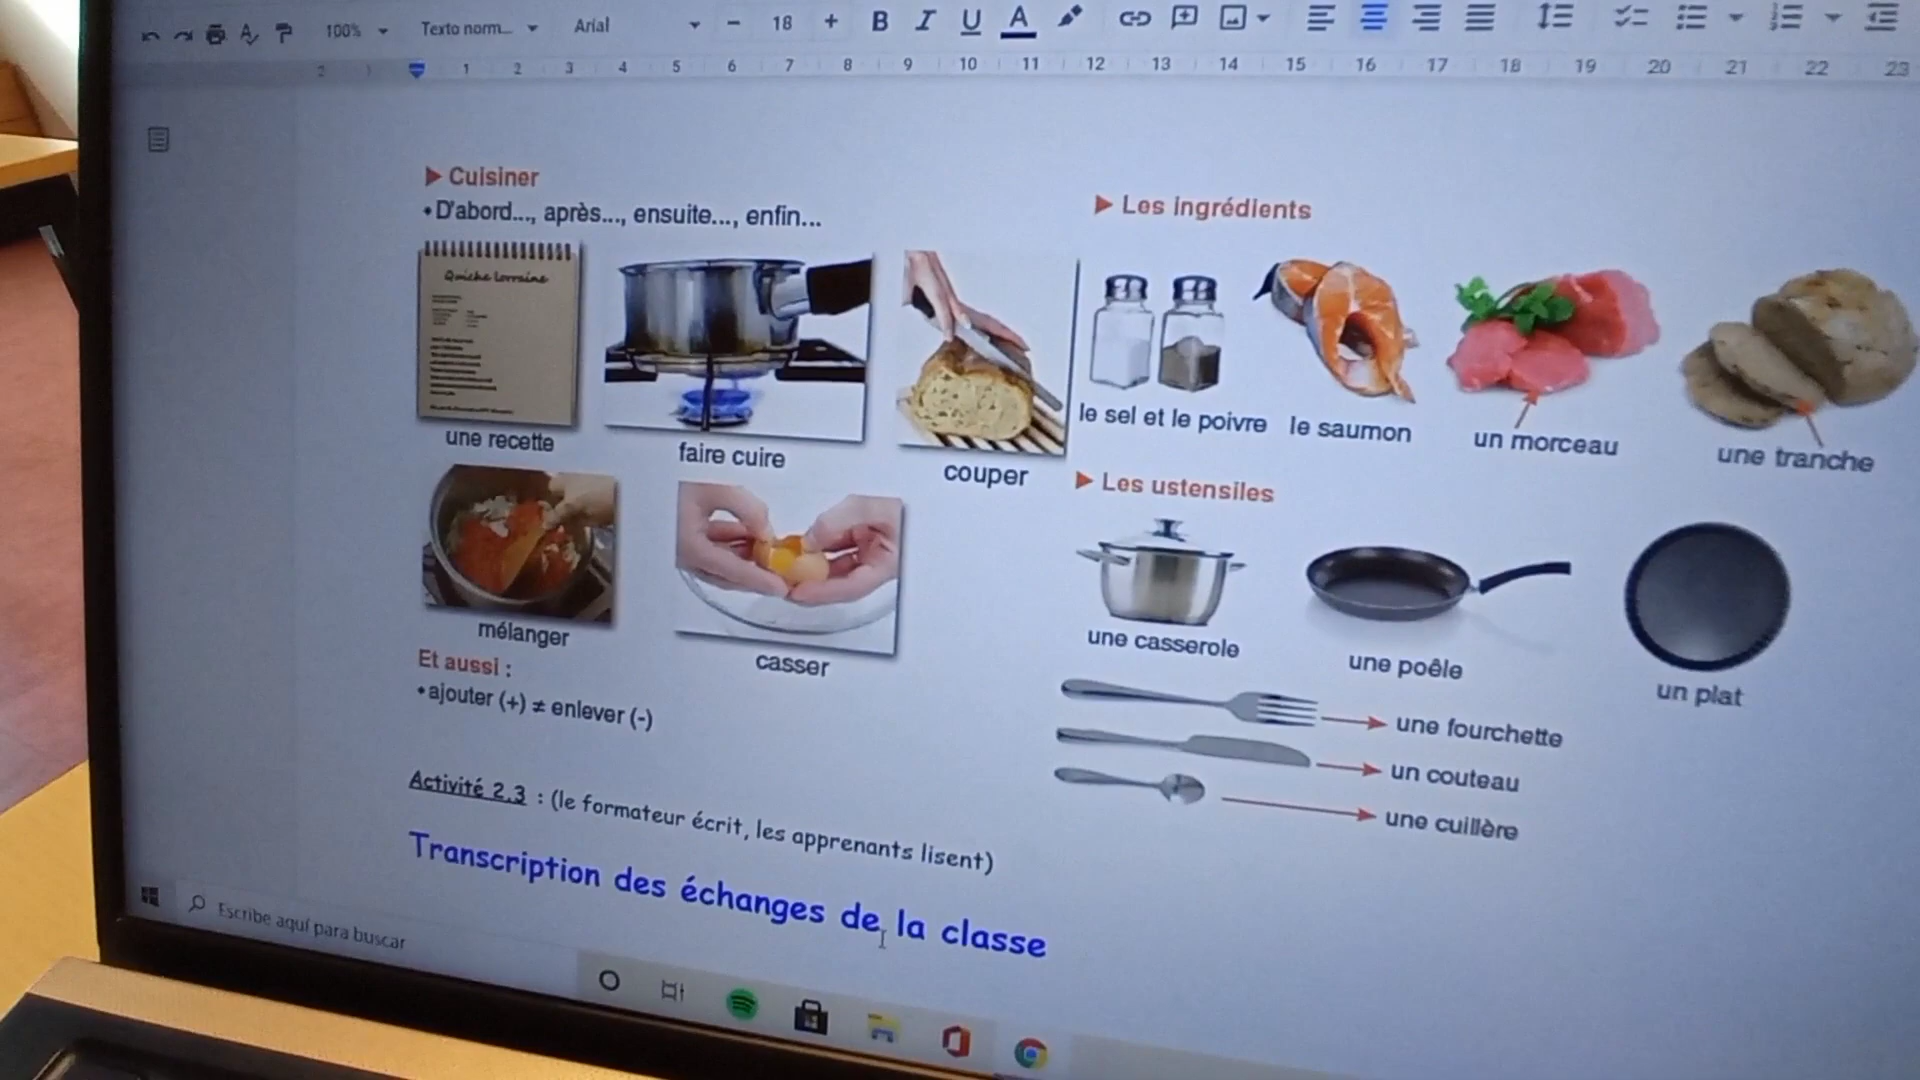 100% Texto norm... Arial − 18 + B I U A
2 1 2 3 4 5 6 7 8 9 10 11 12 13 14 15 16 17 18 19 20 21 22 23
▶ Cuisiner
• D'abord..., après..., ensuite..., enfin...
Quiche Lorraine
une recette
faire cuire
couper
mélanger
casser
Et aussi :
• ajouter (+) ≠ enlever (-)
▶ Les ingrédients
le sel et le poivre
le saumon
un morceau
une tranche
▶ Les ustensiles
une casserole
une poêle
un plat
une fourchette
un couteau
une cuillère
Activité 2.3 : (le formateur écrit, les apprenants lisent)
Transcription des échanges de la classe
Escribe aquí para buscar